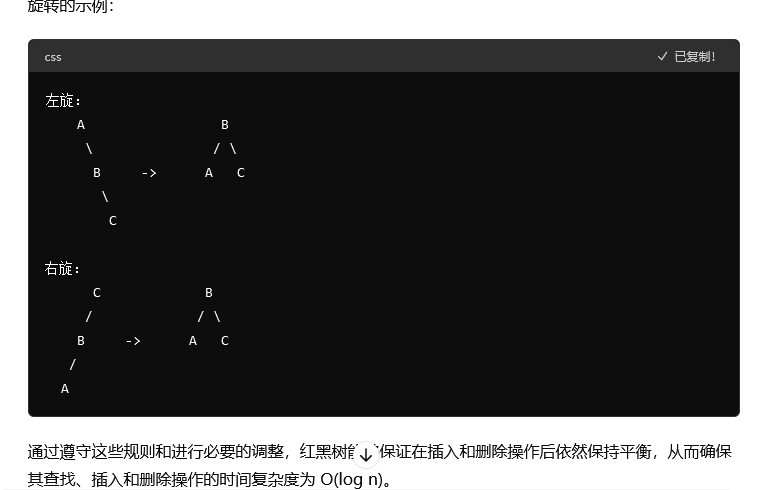 旋转的示例：
css
已复制！
左旋：
    A                 B
     \               / \
      B     ->      A   C
       \
        C
右旋：
      C             B
     /             / \
    B     ->      A   C
   /
  A
通过遵守这些规则和进行必要的调整，红黑树能保证在插入和删除操作后依然保持平衡，从而确保
其查找、插入和删除操作的时间复杂度为 O(log n)。